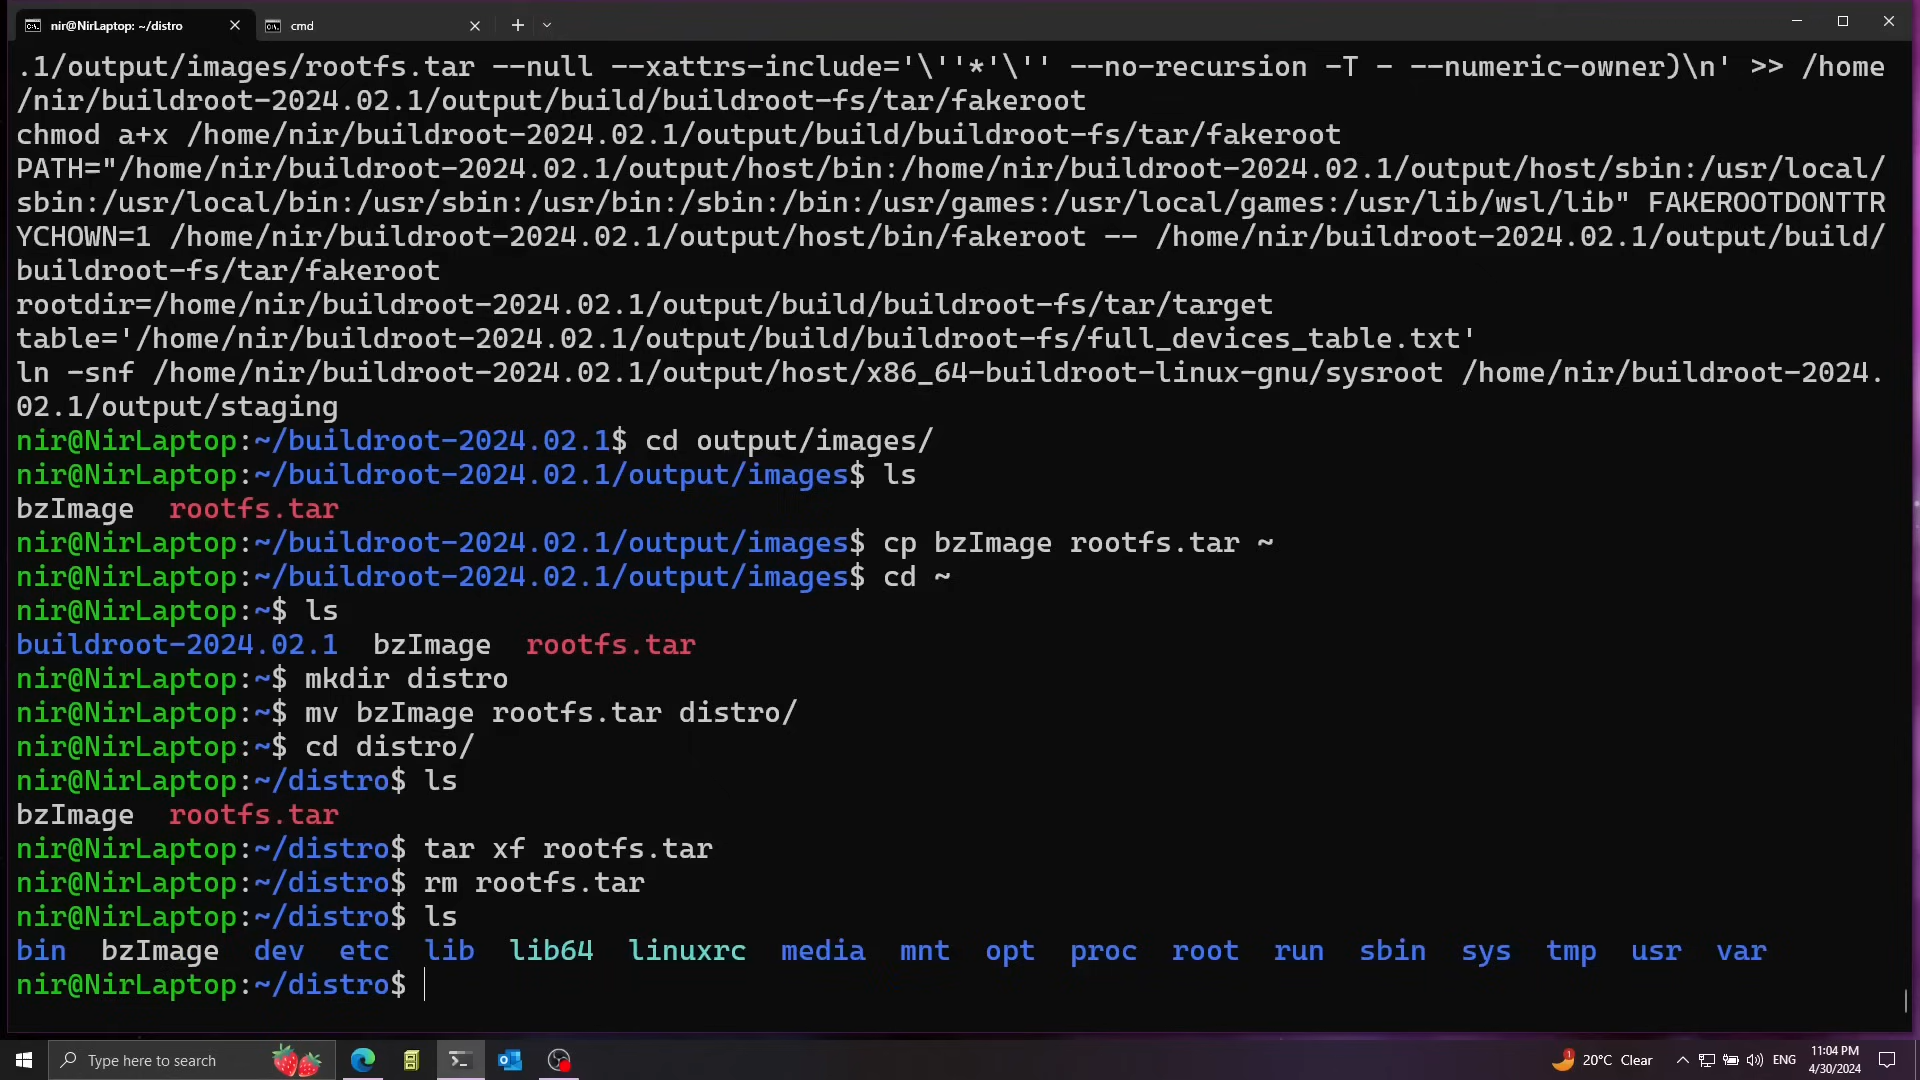 nir@NirLaptop: ~/distro
cmd
.1/output/images/rootfs.tar --null --xattrs-include='\''*'\'' --no-recursion -T - --numeric-owner)\n' >> /home
/nir/buildroot-2024.02.1/output/build/buildroot-fs/tar/fakeroot
chmod a+x /home/nir/buildroot-2024.02.1/output/build/buildroot-fs/tar/fakeroot
PATH="/home/nir/buildroot-2024.02.1/output/host/bin:/home/nir/buildroot-2024.02.1/output/host/sbin:/usr/local/
sbin:/usr/local/bin:/usr/sbin:/usr/bin:/sbin:/bin:/usr/games:/usr/local/games:/usr/lib/wsl/lib" FAKEROOTDONTTR
YCHOWN=1 /home/nir/buildroot-2024.02.1/output/host/bin/fakeroot -- /home/nir/buildroot-2024.02.1/output/build/
buildroot-fs/tar/fakeroot
rootdir=/home/nir/buildroot-2024.02.1/output/build/buildroot-fs/tar/target
table='/home/nir/buildroot-2024.02.1/output/build/buildroot-fs/full_devices_table.txt'
ln -snf /home/nir/buildroot-2024.02.1/output/host/x86_64-buildroot-linux-gnu/sysroot /home/nir/buildroot-2024.
02.1/output/staging
nir@NirLaptop:~/buildroot-2024.02.1$ cd output/images/
nir@NirLaptop:~/buildroot-2024.02.1/output/images$ ls
bzImage  rootfs.tar
nir@NirLaptop:~/buildroot-2024.02.1/output/images$ cp bzImage rootfs.tar ~
nir@NirLaptop:~/buildroot-2024.02.1/output/images$ cd ~
nir@NirLaptop:~$ ls
buildroot-2024.02.1  bzImage  rootfs.tar
nir@NirLaptop:~$ mkdir distro
nir@NirLaptop:~$ mv bzImage rootfs.tar distro/
nir@NirLaptop:~$ cd distro/
nir@NirLaptop:~/distro$ ls
bzImage  rootfs.tar
nir@NirLaptop:~/distro$ tar xf rootfs.tar
nir@NirLaptop:~/distro$ rm rootfs.tar
nir@NirLaptop:~/distro$ ls
bin  bzImage  dev  etc  lib  lib64  linuxrc  media  mnt  opt  proc  root  run  sbin  sys  tmp  usr  var
nir@NirLaptop:~/distro$
Type here to search
1
20°C Clear
ENG
11:04 PM
4/30/2024